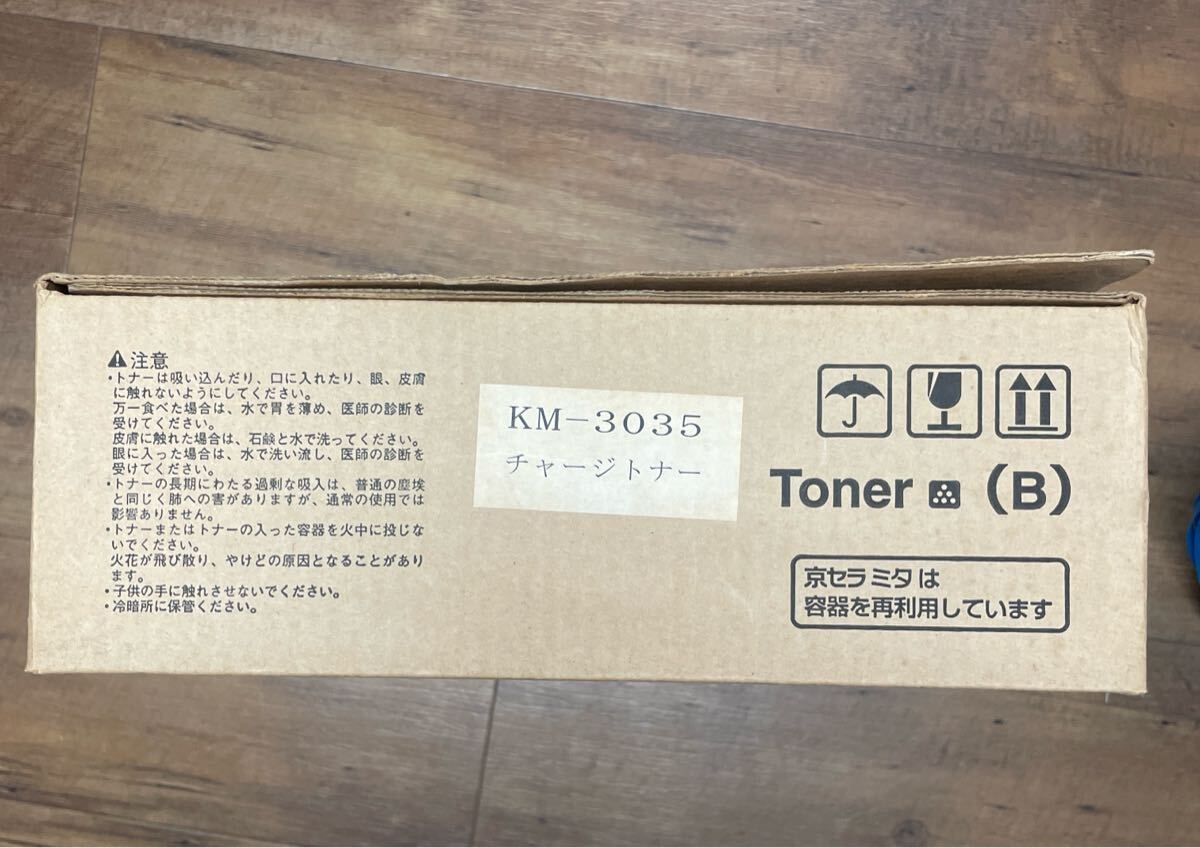 注意
・トナーは吸い込んだり、口に入れたり、眼、皮膚
に触れないようにしてください。
万一食べた場合は、水で胃を薄め、医師の診断を
受けてください。
皮膚に触れた場合は、石鹸と水で洗ってください。
眼に入った場合は、水で洗い流し、医師の診断を
受けてください。
・トナーの長期にわたる過剰な吸入は、普通の塵埃
と同じく肺への害がありますが、通常の使用では
影響ありません。
・トナーまたはトナーの入った容器を火中に投じな
いでください。
火花が飛び散り、やけどの原因となることがあり
ます。
・子供の手に触れさせないでください。
・冷暗所に保管ください。
KM-3035
チャージトナー
Toner (B)
京セラミタは
容器を再利用しています